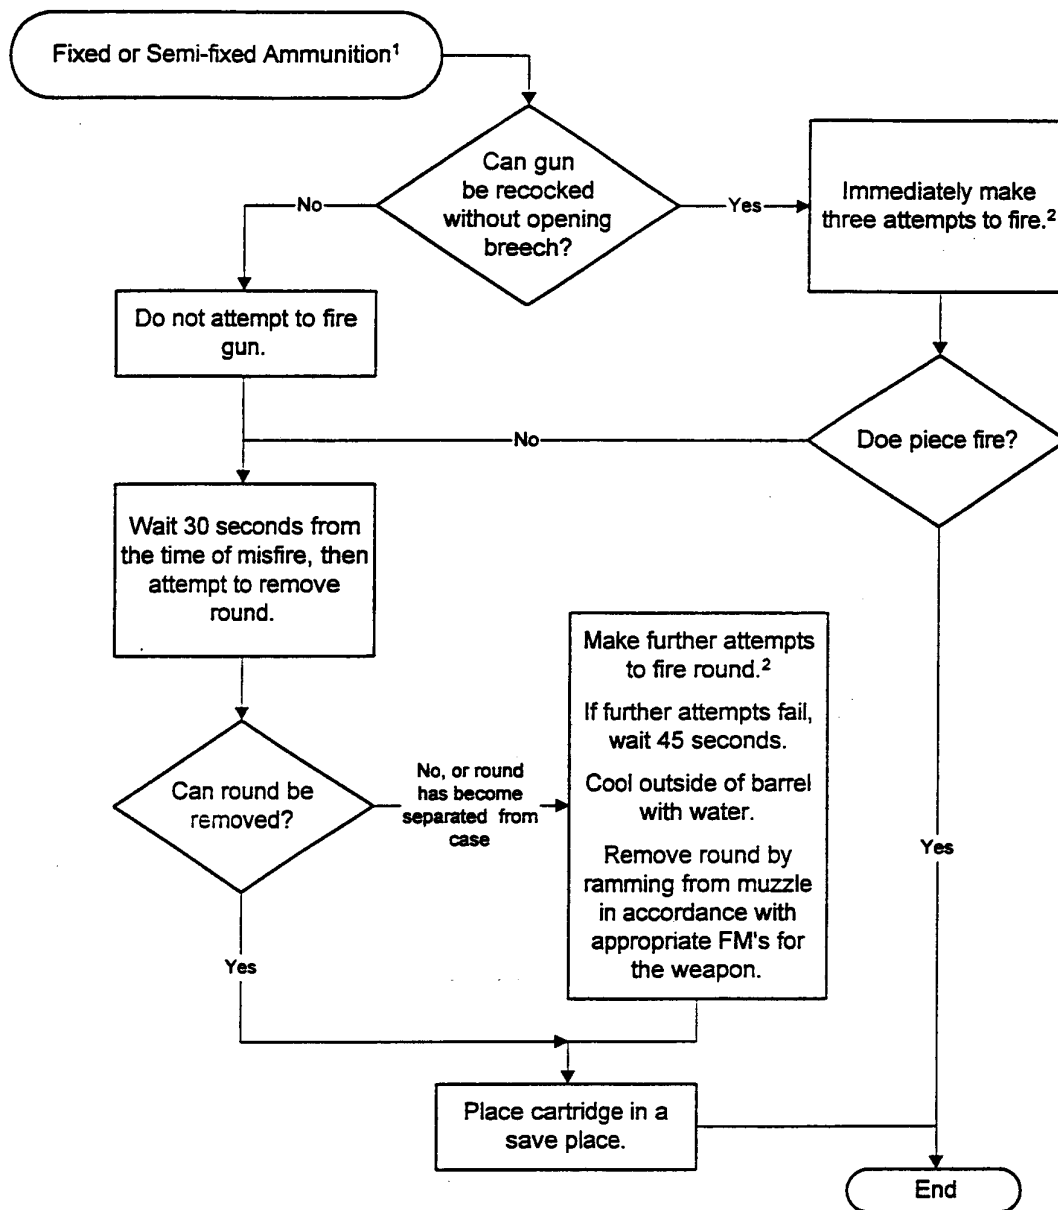 Fixed or Semi-fixed Ammunition¹
Can gun
be recocked
without opening
breech?
No
Yes
Immediately make
three attempts to fire.²
Do not attempt to fire
gun.
Doe piece fire?
No
Wait 30 seconds from
the time of misfire, then
attempt to remove
round.
Make further attempts
to fire round.²
If further attempts fail,
wait 45 seconds.
Cool outside of barrel
with water.
Remove round by
ramming from muzzle
in accordance with
appropriate FM's for
the weapon.
Can round be
removed?
No, or round
has become
separated from
case
Yes
Yes
Place cartridge in a
save place.
End